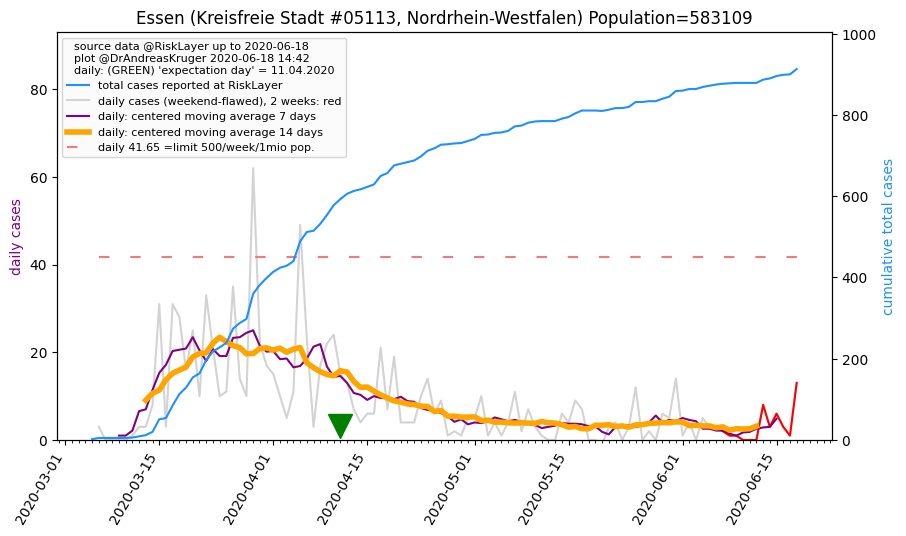 Essen (Kreisfreie Stadt #05113, Nordrhein-Westfalen) Population=583109
source data @RiskLayer up to 2020-06-18
plot @DrAndreasKruger 2020-06-18 14:42
daily: (GREEN) 'expectation day' = 11.04.2020
total cases reported at RiskLayer
daily cases (weekend-flawed), 2 weeks: red
daily: centered moving average 7 days
daily: centered moving average 14 days
daily 41.65 =limit 500/week/1mio pop.
daily cases
80
60
40
20
0
cumulative total cases
1000
800
600
400
200
0
2020-03-01
2020-03-15
2020-04-01
2020-04-15
2020-05-01
2020-05-15
2020-06-01
2020-06-15